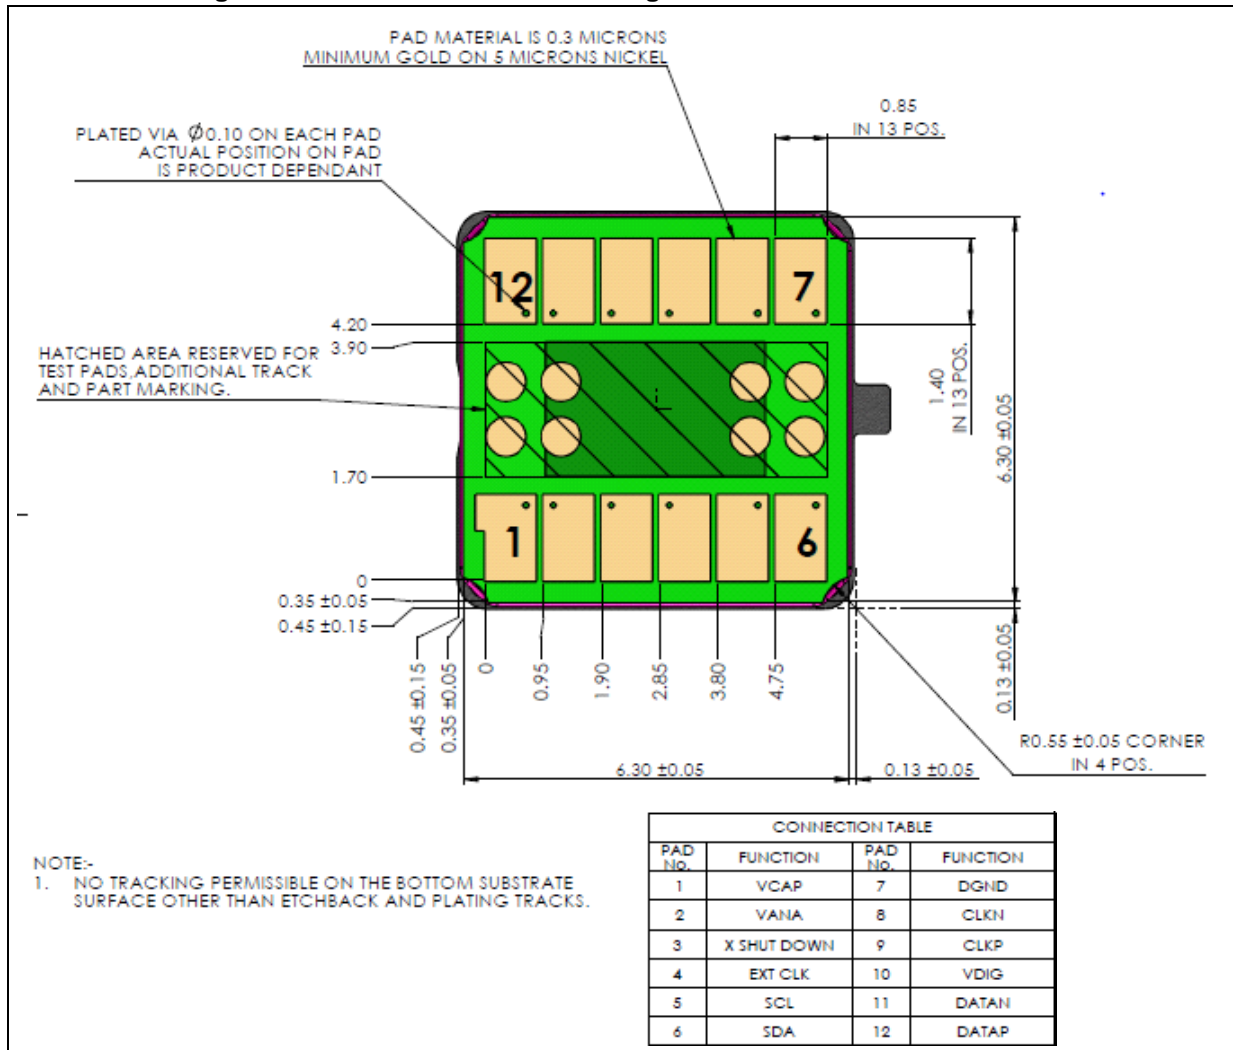 PAD MATERIAL IS 0.3 MICRONS
MINIMUM GOLD ON 5 MICRONS NICKEL
0.85
IN 13 POS.
PLATED VIA Ø0.10 ON EACH PAD
ACTUAL POSITION ON PAD
IS PRODUCT DEPENDANT
12
7
4.20
3.90
HATCHED AREA RESERVED FOR
TEST PADS,ADDITIONAL TRACK
AND PART MARKING.
1.40
IN 13 POS.
6.30 ±0.05
1.70
1
6
0
0.35 ±0.05
0.45 ±0.15
0.45 ±0.15
0.35 ±0.05
0
0.95
1.90
2.85
3.80
4.75
0.13 ±0.05
R0.55 ±0.05 CORNER
IN 4 POS.
6.30 ±0.05
0.13 ±0.05
NOTE:-
1. NO TRACKING PERMISSIBLE ON THE BOTTOM SUBSTRATE
SURFACE OTHER THAN ETCHBACK AND PLATING TRACKS.
CONNECTION TABLE
PAD No. FUNCTION PAD No. FUNCTION
1 VCAP 7 DGND
2 VANA 8 CLKN
3 X SHUT DOWN 9 CLKP
4 EXT CLK 10 VDIG
5 SCL 11 DATAN
6 SDA 12 DATAP